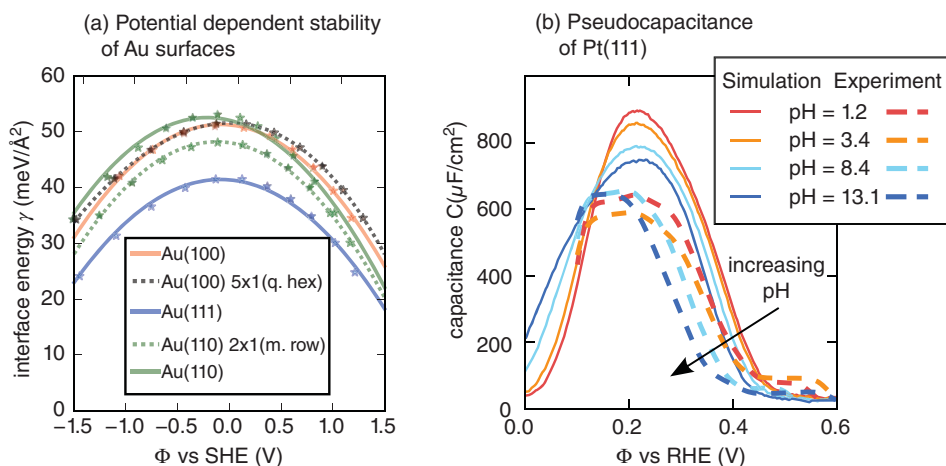 (a) Potential dependent stability
of Au surfaces
interface energy γ (meV/Å²)
60
50
40
30
20
10
0
Au(100)
Au(100) 5x1(q. hex)
Au(111)
Au(110) 2x1(m. row)
Au(110)
−1.5 −1.0 −0.5 0.0 0.5 1.0 1.5
Φ vs SHE (V)
(b) Pseudocapacitance
of Pt(111)
capacitance C(μF/cm²)
800
600
400
200
0
Simulation Experiment
pH = 1.2
pH = 3.4
pH = 8.4
pH = 13.1
increasing
pH
0.0 0.2 0.4 0.6
Φ vs RHE (V)